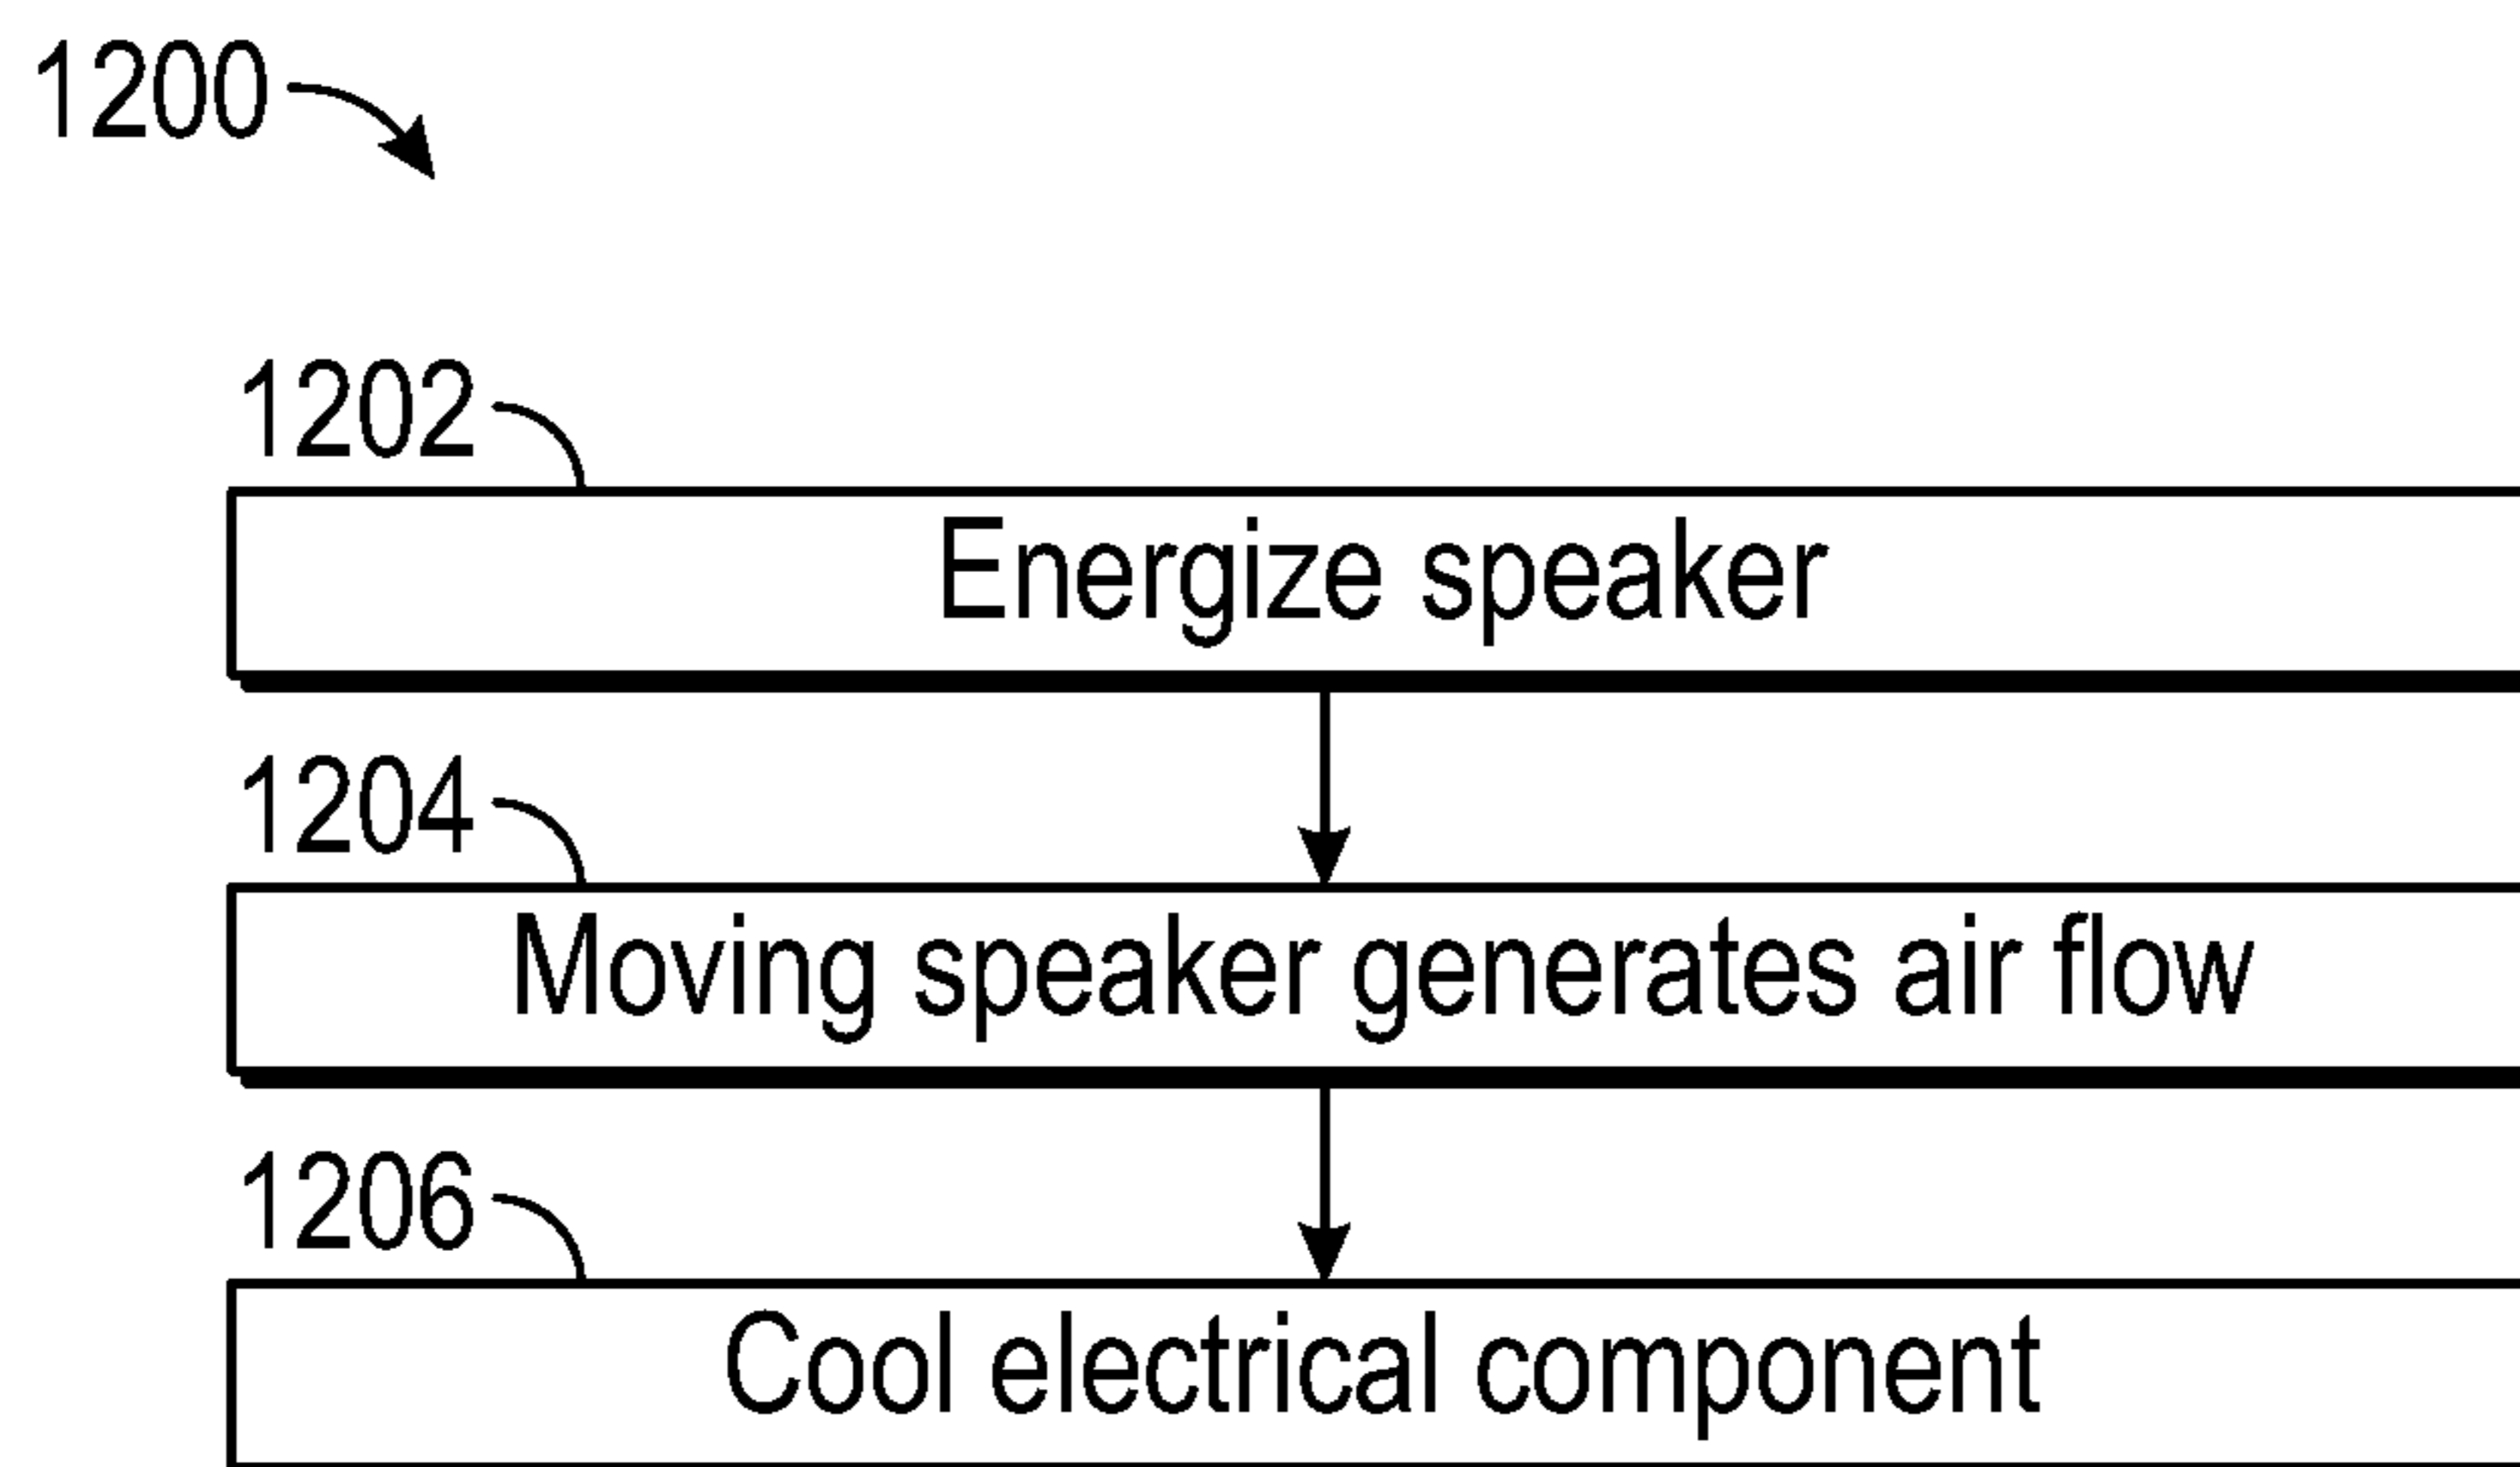 1200
1202
Energize speaker
1204
Moving speaker generates air flow
1206
Cool electrical component